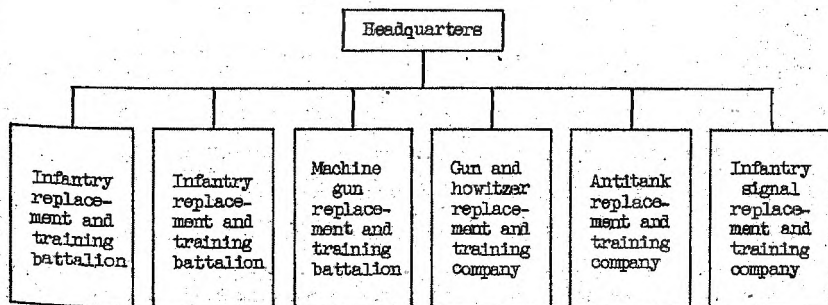 Headquarters
Infantry
replace-
ment and
training
battalion
Infantry
replace-
ment and
training
battalion
Machine
gun
replace-
ment and
training
battalion
Gun and
howitzer
replace-
ment and
training
company
Antitank
replace-
ment and
training
company
Infantry
signal
replace-
ment and
training
company